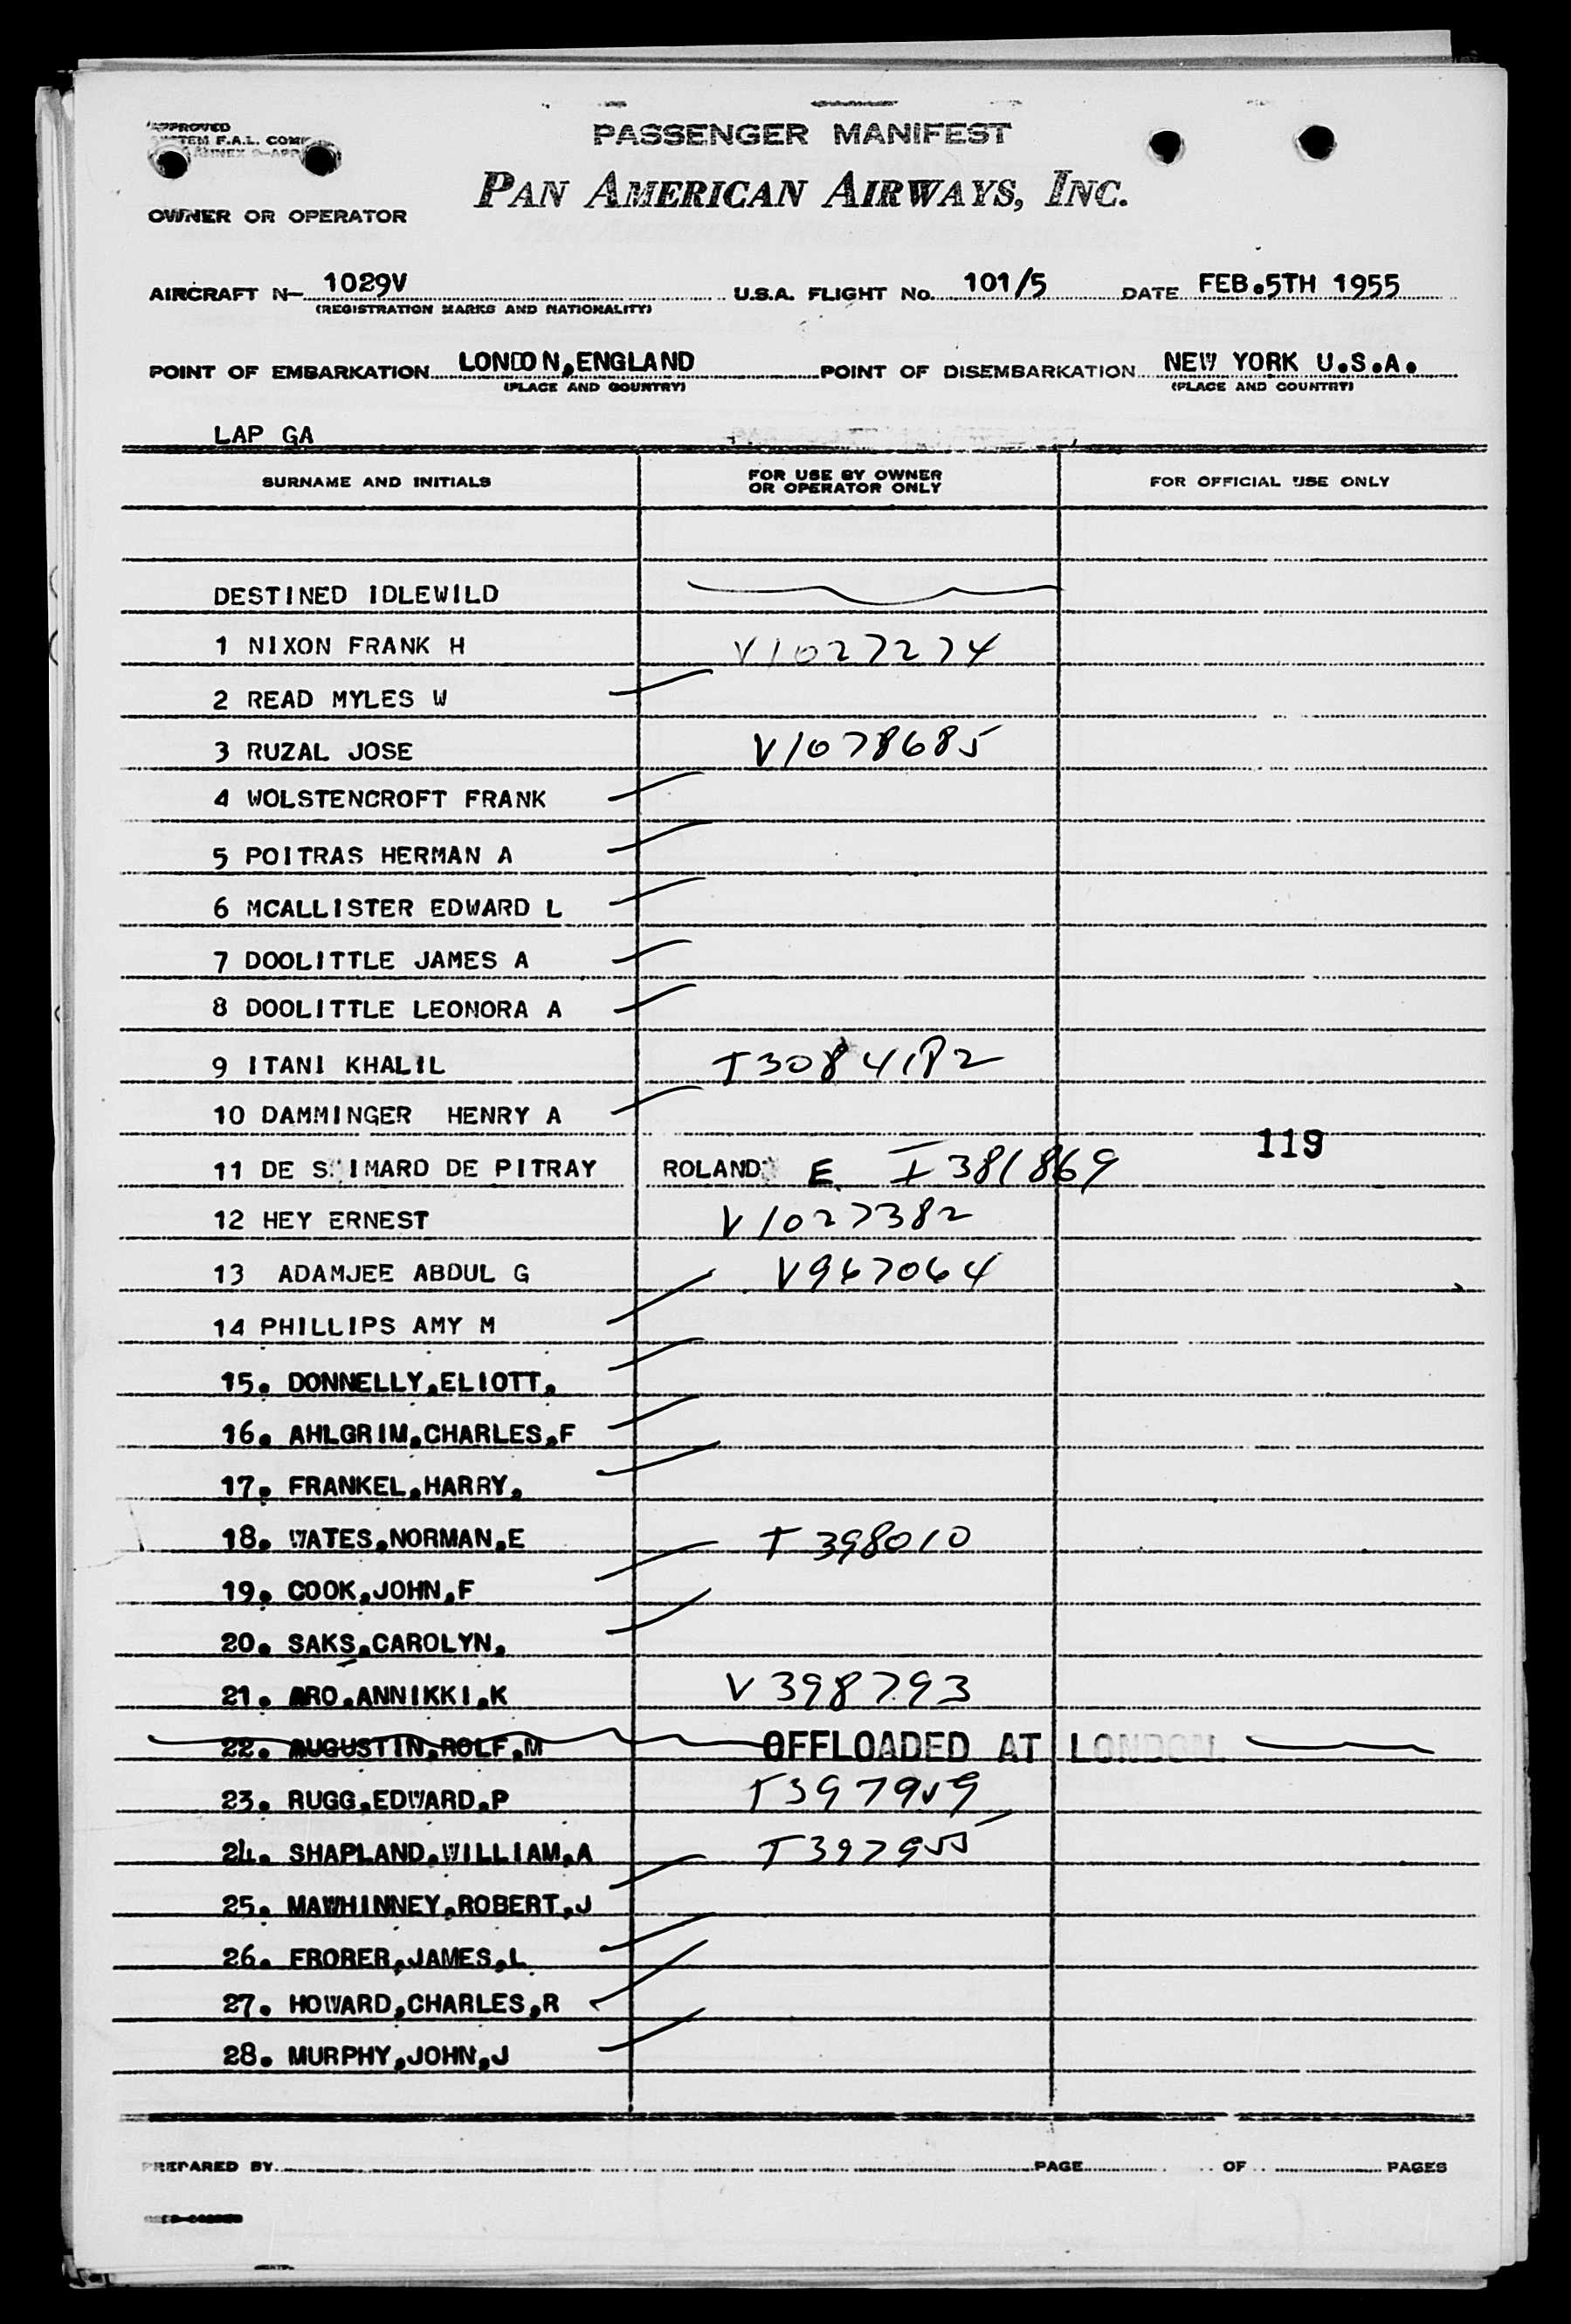 APPROVED
F.A.L.
PASSENGER MANIFEST
PAN AMERICAN AIRWAYS, INC.
OWNER OR OPERATOR
AIRCRAFT N- 1029V U.S.A. FLIGHT No. 101/5 DATE FEB.5TH 1955
(REGISTRATION MARKS AND NATIONALITY)
POINT OF EMBARKATION LONDON,ENGLAND POINT OF DISEMBARKATION NEW YORK U.S.A.
(PLACE AND COUNTRY) (PLACE AND COUNTRY)
LAP GA
SURNAME AND INITIALS FOR USE BY OWNER OR OPERATOR ONLY FOR OFFICIAL USE ONLY
DESTINED IDLEWILD
1 NIXON FRANK H V1027274
2 READ MYLES W
3 RUZAL JOSE V1078685
4 WOLSTENCROFT FRANK
5 POITRAS HERMAN A
6 MCALLISTER EDWARD L
7 DOOLITTLE JAMES A
8 DOOLITTLE LEONORA A
9 ITANI KHALIL T3084182
10 DAMMINGER HENRY A
119
11 DE S. IMARD DE PITRAY ROLAND E I381869
12 HEY ERNEST V1027382
13 ADAMJEE ABDUL G V967064
14 PHILLIPS AMY M
15. DONNELLY,ELIOTT.
16. AHLGRIM,CHARLES,F
17. FRANKEL,HARRY.
18. WATES,NORMAN,E T398010
19. COOK,JOHN,F
20. SAKS,CAROLYN.
21. ARO,ANNIKKI,K V398793
22. AUGUSTIN,ROLF,M OFFLOADED AT LONDON
23. RUGG,EDWARD,P T397959
24. SHAPLAND,WILLIAM,A T397955
25. MAWHINNEY,ROBERT,J
26. FRORER,JAMES,L
27. HOWARD,CHARLES,R
28. MURPHY,JOHN,J
PREPARED BY PAGE OF PAGES